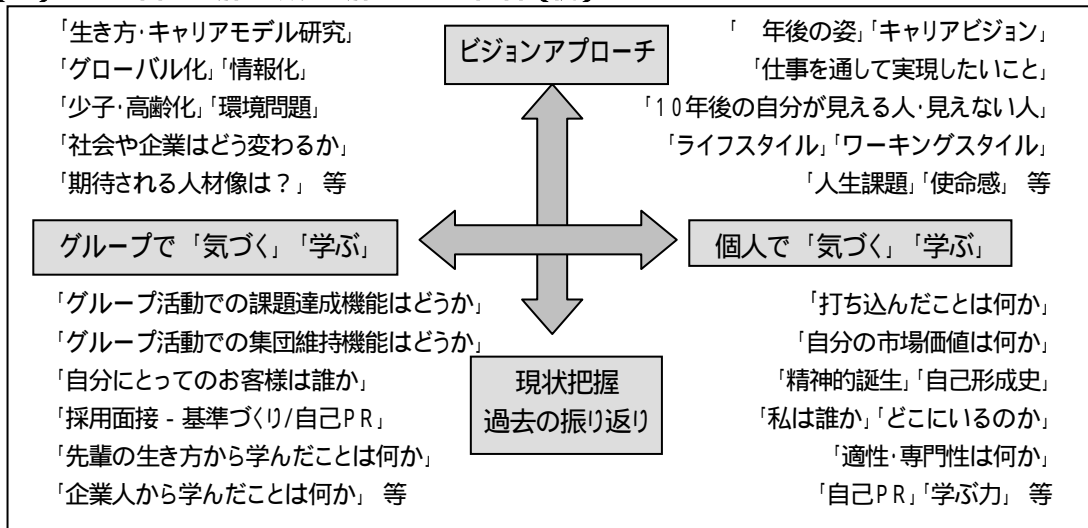 「生き方・キャリアモデル研究」
「グローバル化」「情報化」
「少子・高齢化」「環境問題」
「社会や企業はどう変わるか」
「期待される人材像は？」 等
ビジョンアプローチ
「　年後の姿」「キャリアビジョン」
「仕事を通して実現したいこと」
「10年後の自分が見える人・見えない人」
「ライフスタイル」「ワーキングスタイル」
「人生課題」「使命感」 等
グループで 「気づく」 「学ぶ」
個人で 「気づく」 「学ぶ」
「グループ活動での課題達成機能はどうか」
「グループ活動での集団維持機能はどうか」
「自分にとってのお客様は誰か」
「採用面接 - 基準づくり/自己PR」
「先輩の生き方から学んだことは何か」
「企業人から学んだことは何か」 等
現状把握
過去の振り返り
「打ち込んだことは何か」
「自分の市場価値は何か」
「精神的誕生」「自己形成史」
「私は誰か」「どこにいるのか」
「適性・専門性は何か」
「自己PR」「学ぶ力」 等